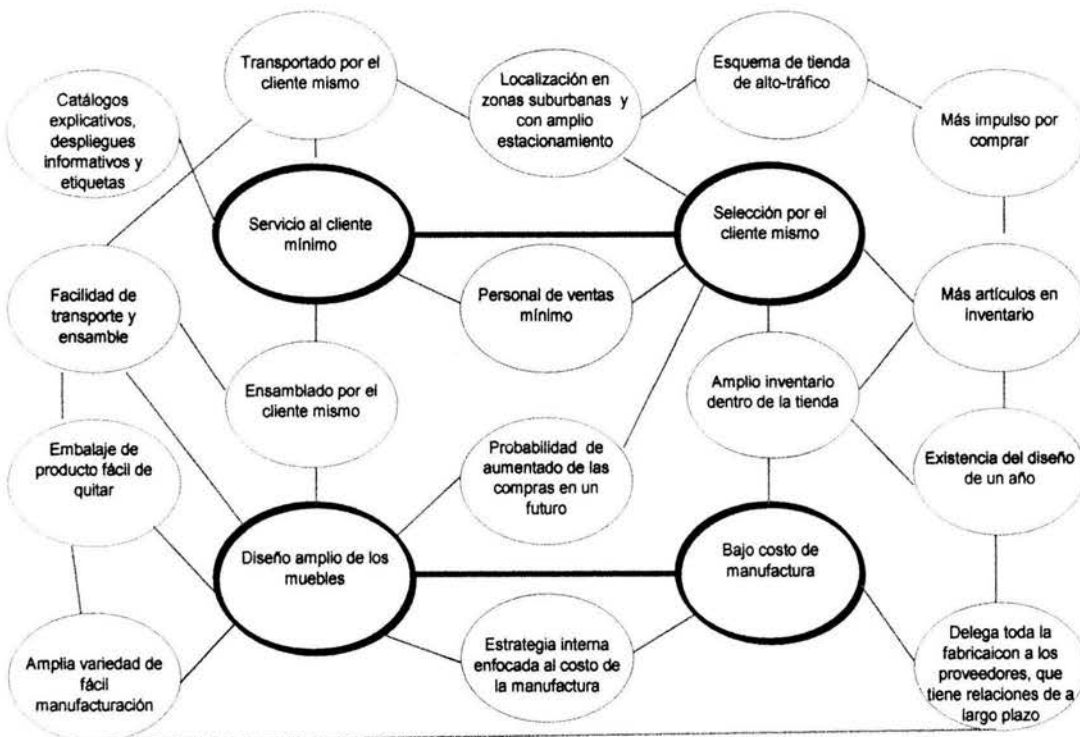 Transportado por el
cliente mismo
Localización en
zonas suburbanas y
con amplio
estacionamiento
Esquema de tienda
de alto-tráfico
Catálogos
explicativos,
despliegues
informativos y
etiquetas
Más impulso por
comprar
Servicio al cliente
mínimo
Selección por el
cliente mismo
Facilidad de
transporte y
ensamble
Personal de ventas
mínimo
Más artículos en
inventario
Ensamblado por el
cliente mismo
Amplio inventario
dentro de la tienda
Embalaje de
producto fácil de
quitar
Probabilidad de
aumentado de las
compras en un
futuro
Existencia del diseño
de un año
Diseño amplio de los
muebles
Bajo costo de
manufactura
Amplia variedad de
fácil
manufacturación
Estrategia interna
enfocada al costo de
la manufactura
Delega toda la
fabricaicon a los
proveedores, que
tiene relaciones de a
largo plazo